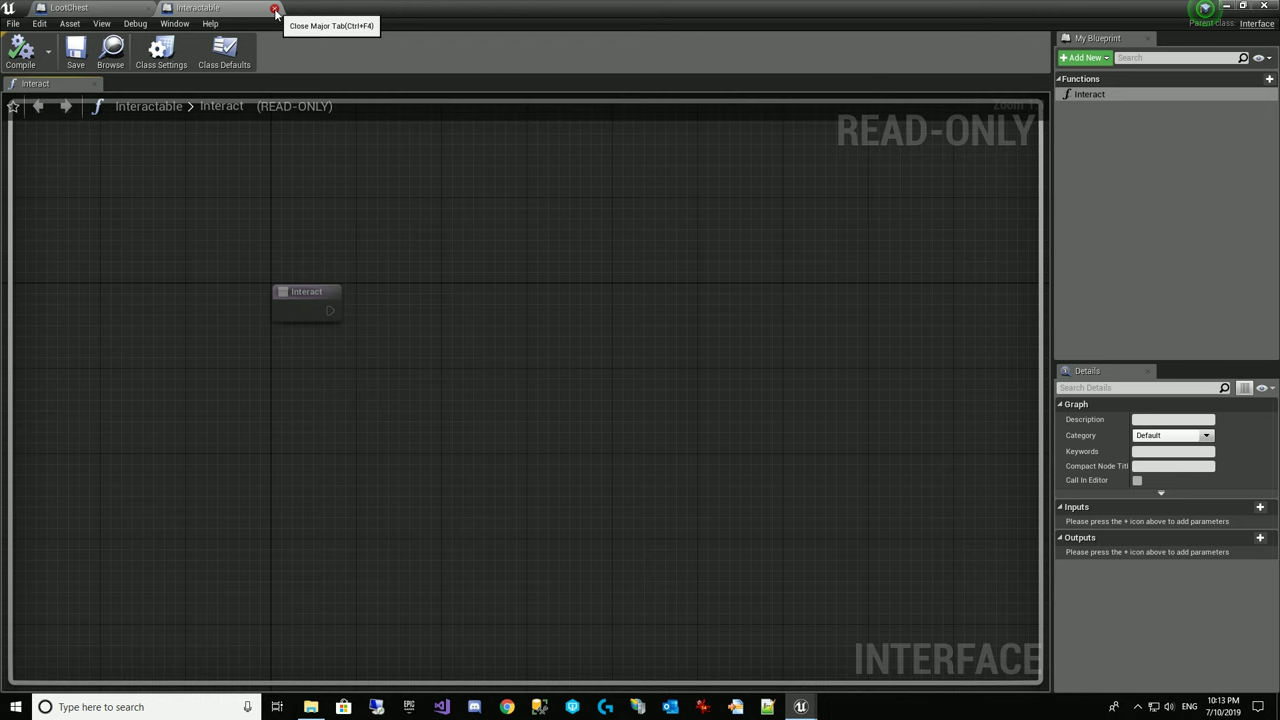 LootChest
Interactable
Close Major Tab(Ctrl+F4)
File Edit Asset View Debug Window Help
Parent class: Interface
Compile
Save
Browse
Class Settings
Class Defaults
My Blueprint
Add New
Search
Interact
Functions
Interact
Interactable > Interact (READ-ONLY)
Zoom 1
READ-ONLY
Interact
Details
Search Details
Graph
Description
Category
Default
Keywords
Compact Node Titl
Call In Editor
Inputs
Please press the + icon above to add parameters
Outputs
Please press the + icon above to add parameters
INTERFACE
Type here to search
EPIC
ENG
10:13 PM
7/10/2019